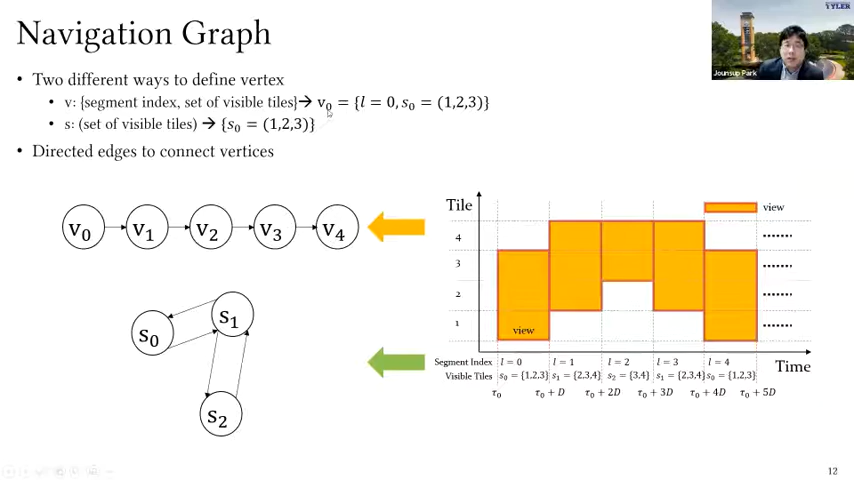 Navigation Graph
TYLER
Jounsup Park
• Two different ways to define vertex
• v: {segment index, set of visible tiles}→ v₀ = {l = 0, s₀ = (1,2,3)}
• s: (set of visible tiles) → {s₀ = (1,2,3)}
• Directed edges to connect vertices
v₀ v₁ v₂ v₃ v₄
s₀ s₁
s₂
Tile
view
4
3
2
1
view
.......
.......
.......
.......
Segment Index l = 0 l = 1 l = 2 l = 3 l = 4
Time
Visible Tiles s₀ = {1,2,3} s₁ = {2,3,4} s₂ = {3,4} s₁ = {2,3,4} s₀ = {1,2,3}
τ₀ τ₀ + D τ₀ + 2D τ₀ + 3D τ₀ + 4D τ₀ + 5D
12